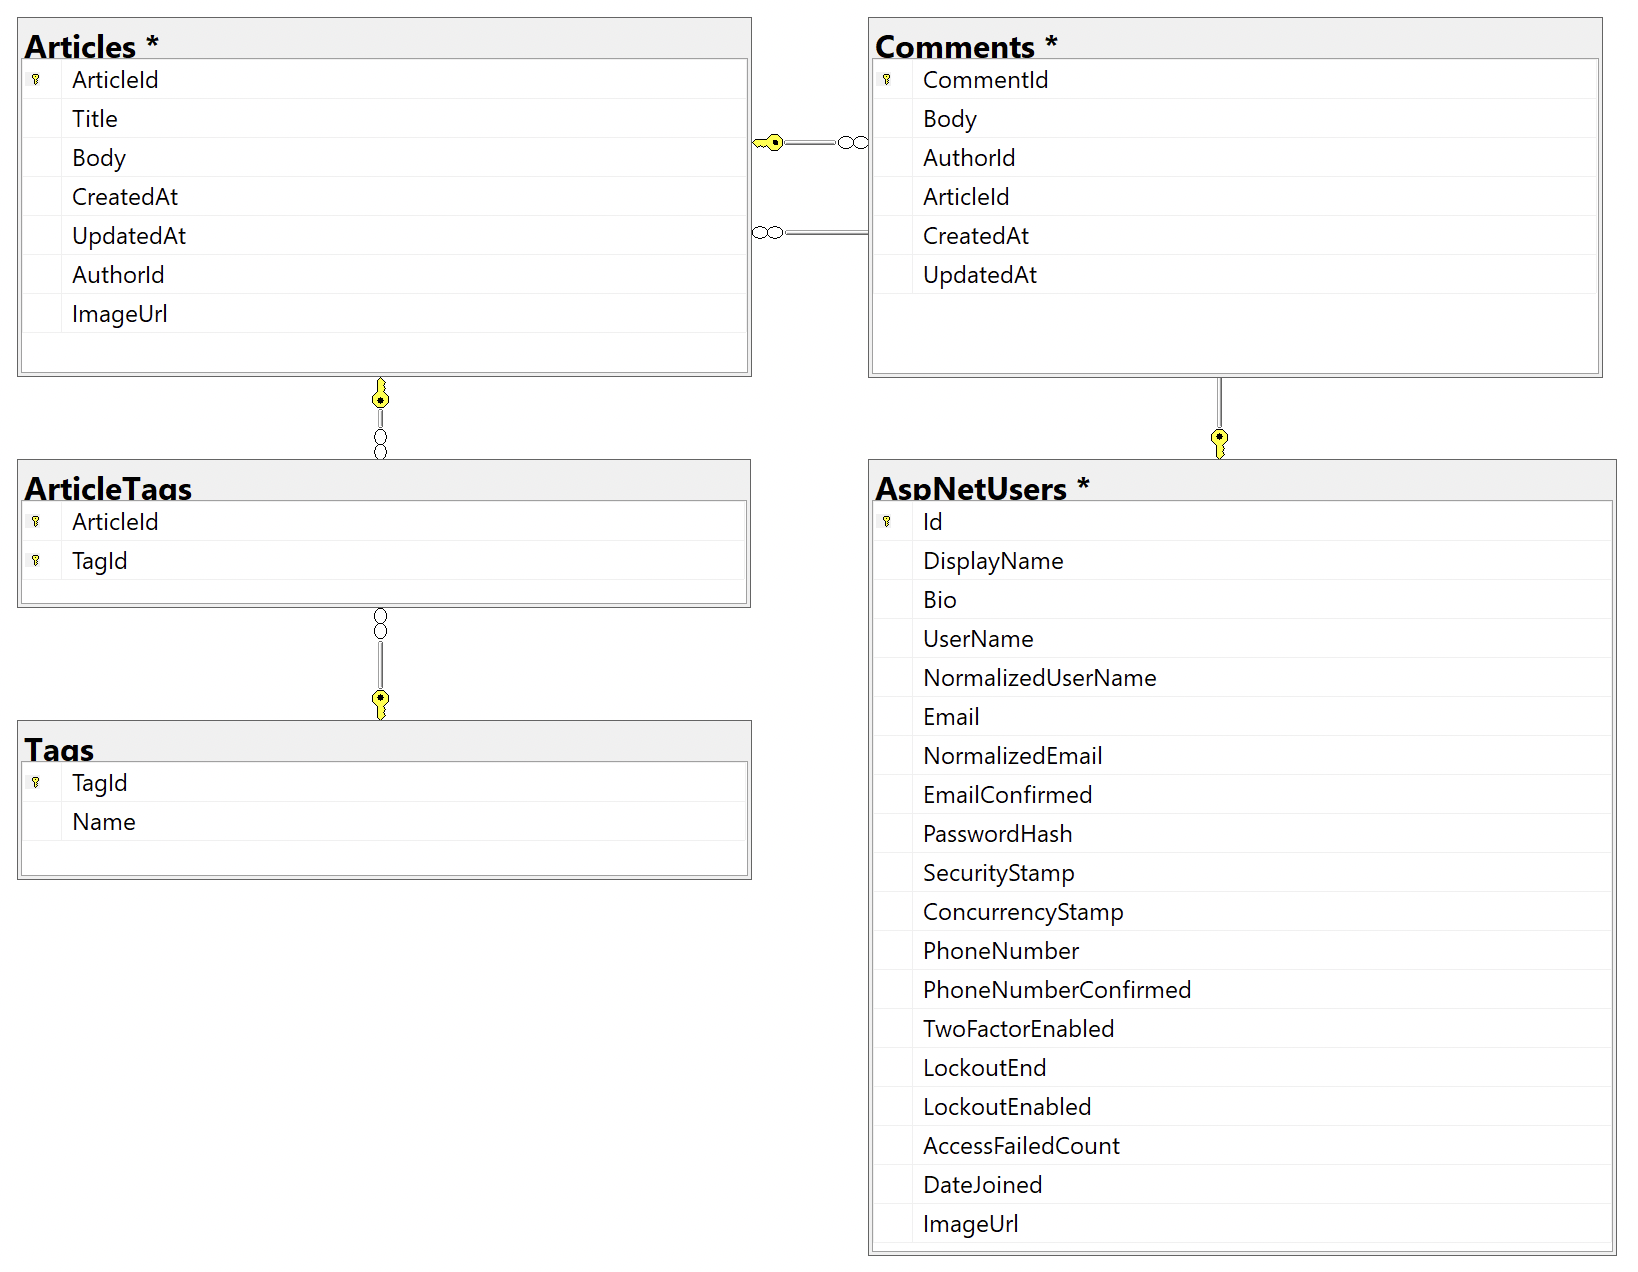 Articles *
ArticleId
Title
Body
CreatedAt
UpdatedAt
AuthorId
ImageUrl
Comments *
CommentId
Body
AuthorId
ArticleId
CreatedAt
UpdatedAt
ArticleTags
ArticleId
TagId
Tags
TagId
Name
AspNetUsers *
Id
DisplayName
Bio
UserName
NormalizedUserName
Email
NormalizedEmail
EmailConfirmed
PasswordHash
SecurityStamp
ConcurrencyStamp
PhoneNumber
PhoneNumberConfirmed
TwoFactorEnabled
LockoutEnd
LockoutEnabled
AccessFailedCount
DateJoined
ImageUrl